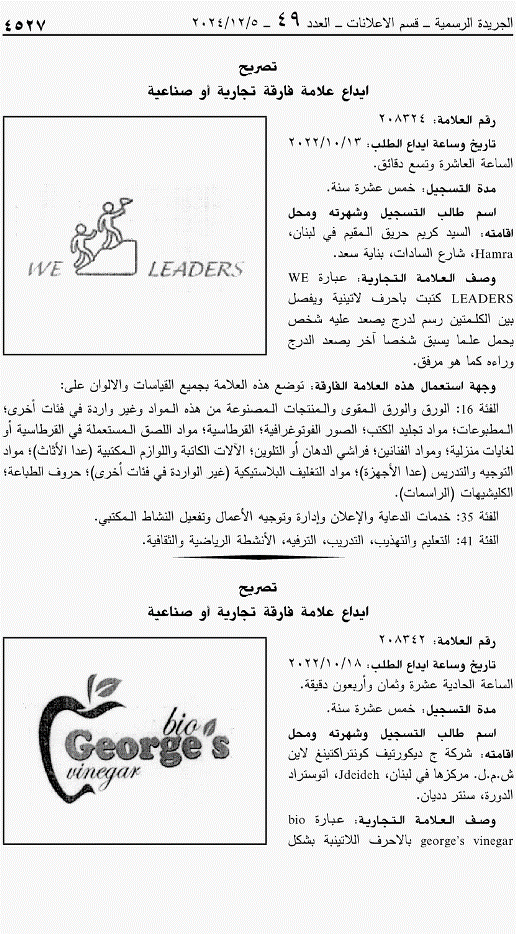 الجريدة الرسمية ــ قسم الاعلانات ــ العدد ٤٩ ــ ٢٠٢٤/١٢/٥
٤٥٢٧
تصريح
ايداع علامة فارقة تجارية أو صناعية
رقم العلامة: ٢٠٨٣٢٤
تاريخ وساعة ايداع الطلب: ٢٠٢٢/١٠/١٣
الساعة العاشرة وتسع دقائق.
مدة التسجيل: خمس عشرة سنة.
اسم طالب التسجيل وشهرته ومحل
اقامته: السيد كريم حريق المقيم في لبنان،
Hamra، شارع السادات، بناية سعد.
وصف العلامة التجارية: عبارة WE
LEADERS كتبت باحرف لاتينية ويفصل
بين الكلمتين رسم لدرج يصعد عليه شخص
يحمل علما يسبق شخصا آخر يصعد الدرج
وراءه كما هو مرفق.
WE LEADERS
وجهة استعمال هذه العلامة الفارقة: توضع هذه العلامة بجميع القياسات والالوان على:
الفئة 16: الورق والورق المقوى والمنتجات المصنوعة من هذه المواد وغير واردة في فئات أخرى؛
المطبوعات؛ مواد تجليد الكتب؛ الصور الفوتوغرافية؛ القرطاسية؛ مواد اللصق المستعملة في القرطاسية أو
لغايات منزلية؛ ومواد الفنانين؛ فراشي الدهان أو التلوين؛ الآلات الكاتبة واللوازم المكتبية (عدا الأثاث)؛ مواد
التوجيه والتدريس (عدا الأجهزة)؛ مواد التغليف البلاستيكية (غير الواردة في فئات أخرى)؛ حروف الطباعة؛
الكليشيهات (الراسمات).
الفئة 35: خدمات الدعاية والإعلان وإدارة وتوجيه الأعمال وتفعيل النشاط المكتبي.
الفئة 41: التعليم والتهذيب، التدريب، الترفيه، الأنشطة الرياضية والثقافية.
تصريح
ايداع علامة فارقة تجارية أو صناعية
رقم العلامة: ٢٠٨٣٤٢
تاريخ وساعة ايداع الطلب: ٢٠٢٢/١٠/١٨
الساعة الحادية عشرة وثمان وأربعون دقيقة.
مدة التسجيل: خمس عشرة سنة.
اسم طالب التسجيل وشهرته ومحل
اقامته: شركة ج ديكورتيف كونتراكتينغ لاين
ش.م.ل. مركزها في لبنان، Jdeideh، اتوستراد
الدورة، سنتر دديان.
وصف العلامة التجارية: عبارة bio
george's vinegar بالاحرف اللاتينية بشكل
bio
George's
vinegar